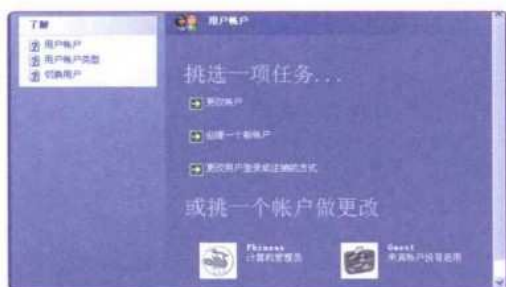 了解
用户帐户
用户帐户类型
切换用户
用户帐户
挑选一项任务...
更改帐户
创建一个新帐户
更改用户登录或注销的方式
或挑一个帐户做更改
Phineas
计算机管理员
Guest
来宾帐户没有启用